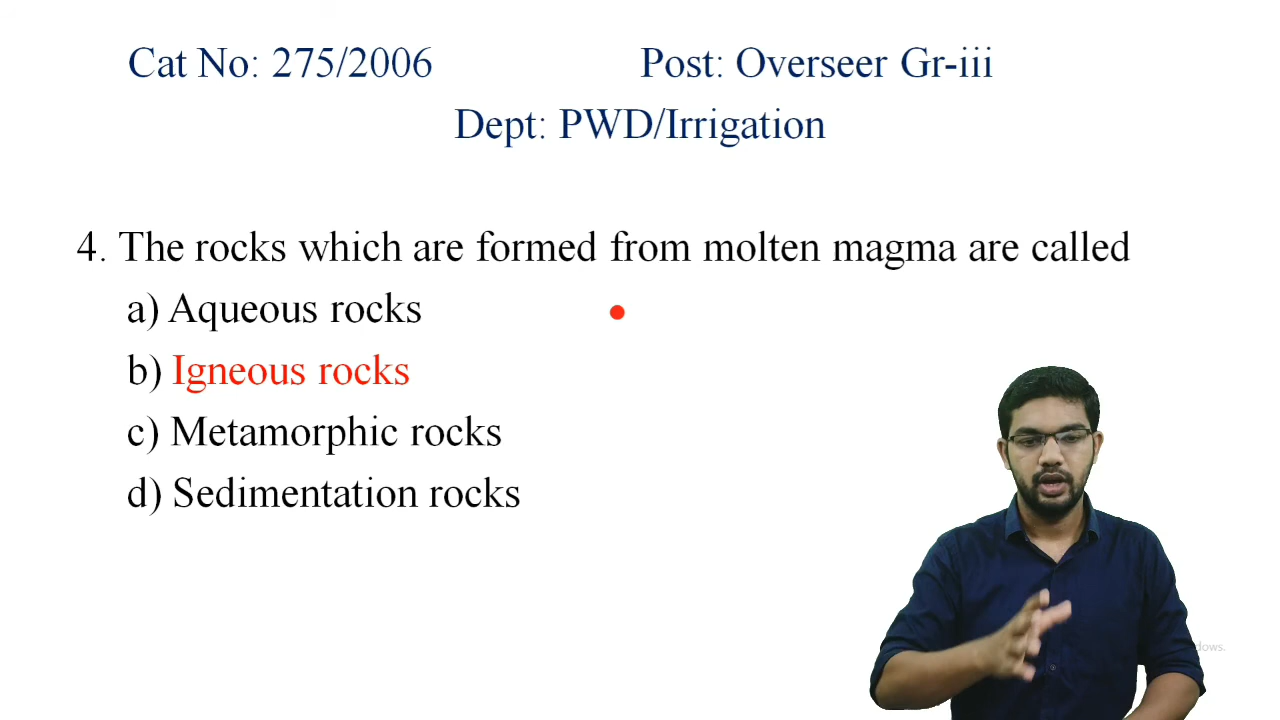 Cat No: 275/2006 Post: Overseer Gr-iii
Dept: PWD/Irrigation
4. The rocks which are formed from molten magma are called
a) Aqueous rocks
b) Igneous rocks
c) Metamorphic rocks
d) Sedimentation rocks